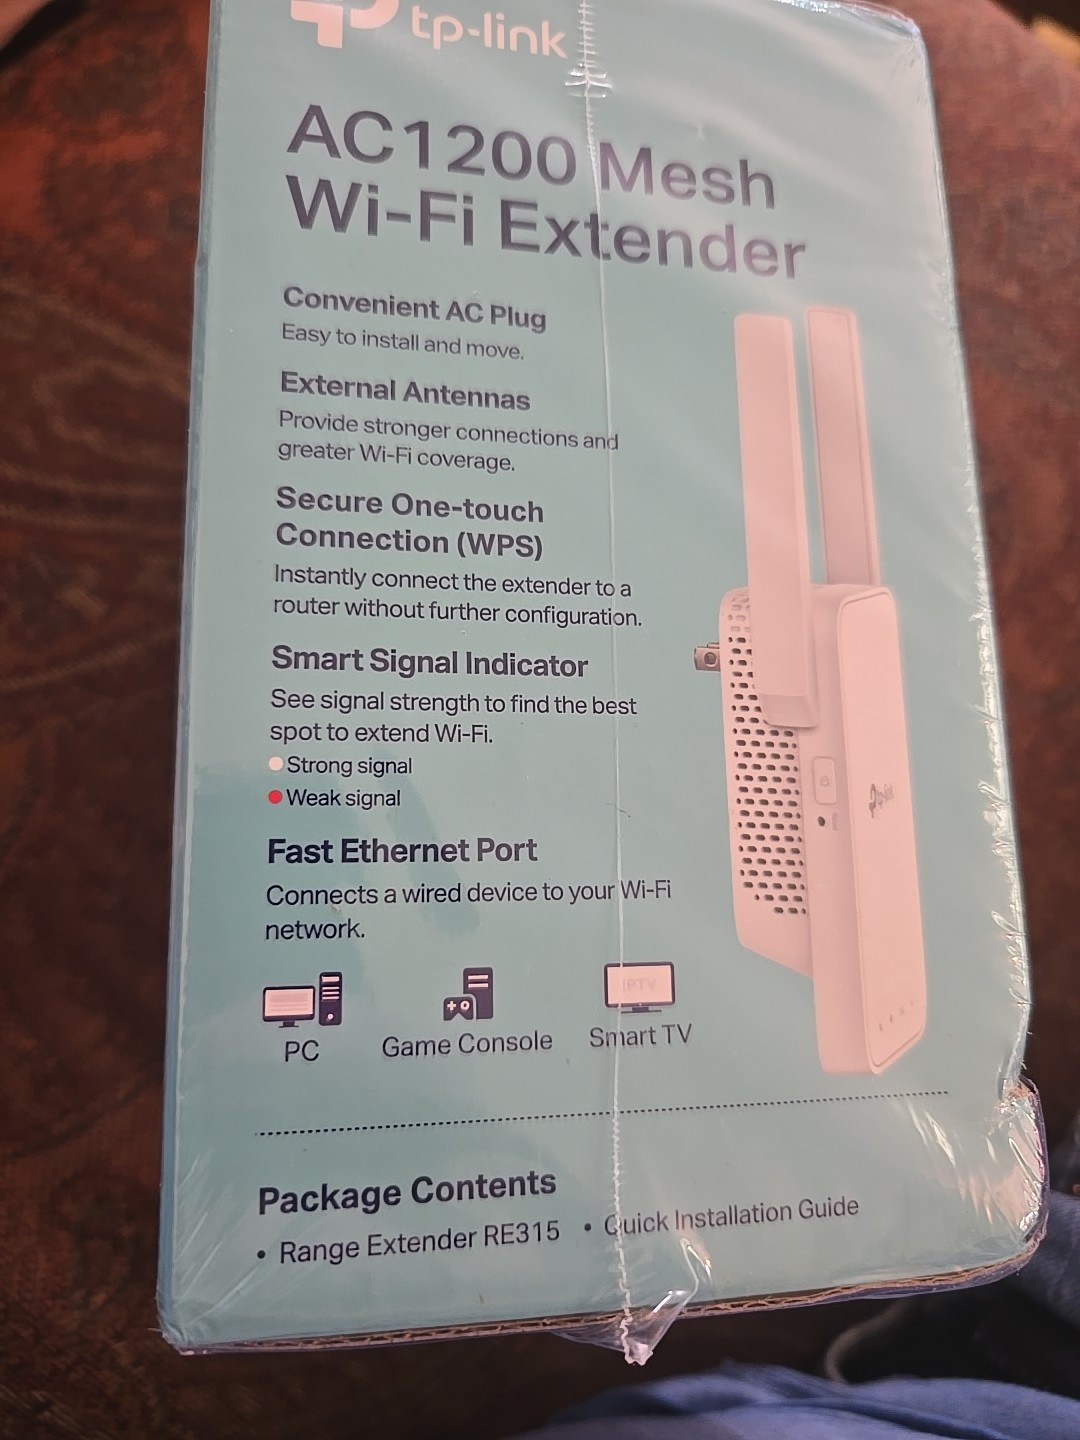 tp-link
AC1200 Mesh
Wi-Fi Extender
Convenient AC Plug
Easy to install and move.
External Antennas
Provide stronger connections and
greater Wi-Fi coverage.
Secure One-touch
Connection (WPS)
Instantly connect the extender to a
router without further configuration.
Smart Signal Indicator
See signal strength to find the best
spot to extend Wi-Fi.
Strong signal
Weak signal
Fast Ethernet Port
Connects a wired device to your Wi-Fi
network.
IPTV
PC
Game Console
Smart TV
tp-link
Package Contents
• Range Extender RE315 • Quick Installation Guide